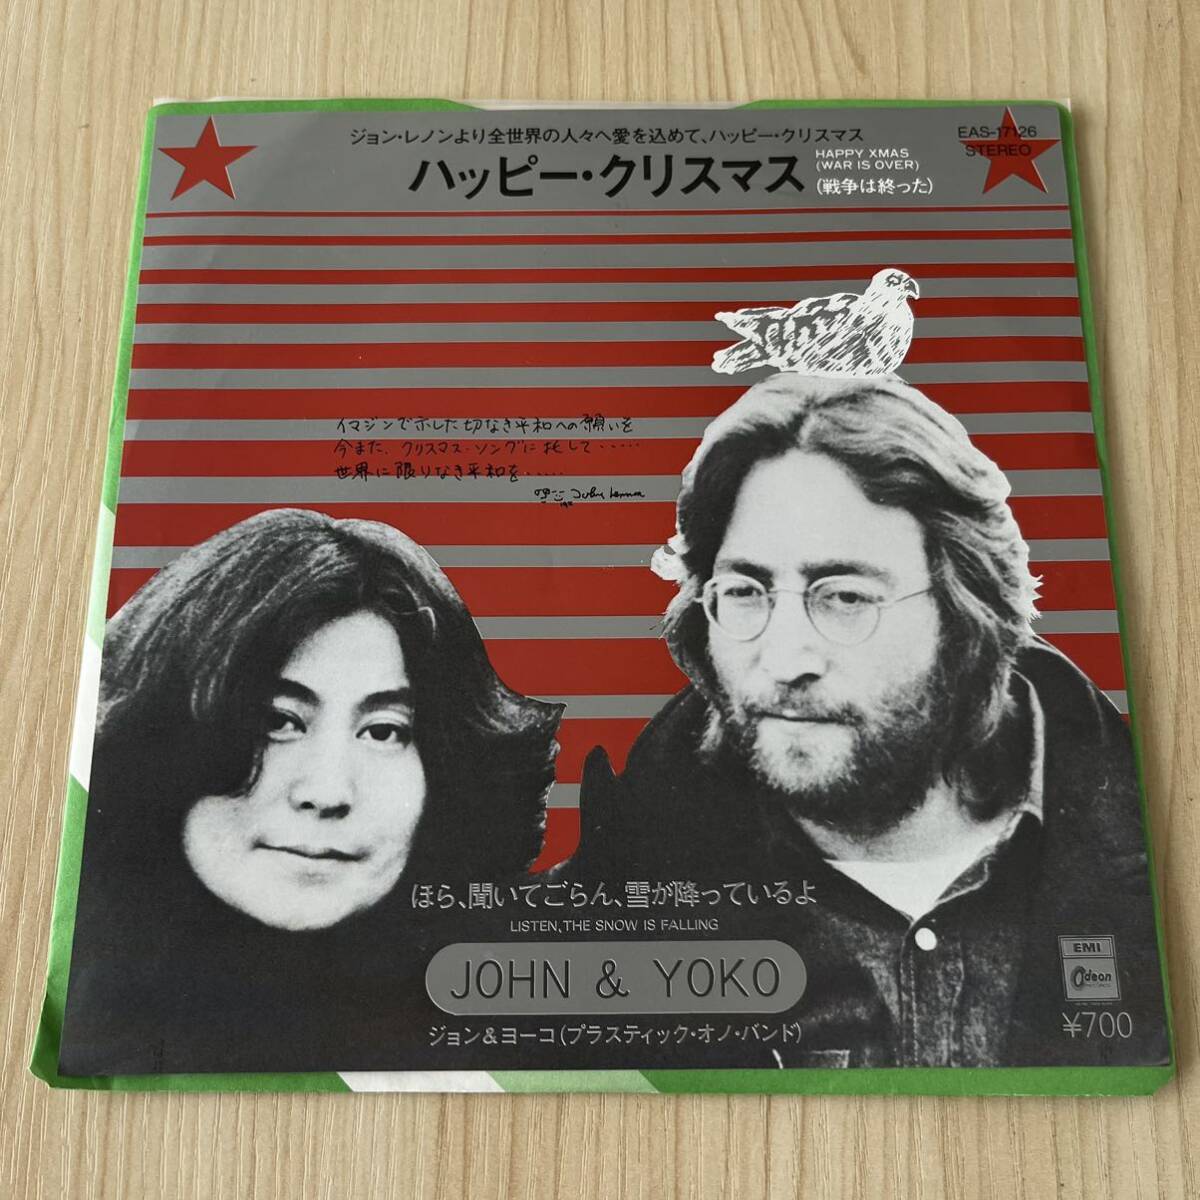 ジョン・レノンより全世界の人々へ愛を込めて、ハッピー・クリスマス
EAS-17126
STEREO
ハッピー・クリスマス
HAPPY XMAS
(WAR IS OVER)
(戦争は終った)
イマジンで示した切なき平和への願いを
今また、クリスマス・ソングに托して・・・・・
世界に限りなき平和を・・・・・
John Lennon
ほら、聞いてごらん、雪が降っているよ
LISTEN, THE SNOW IS FALLING
JOHN & YOKO
ジョン&ヨーコ(プラスティック・オノ・バンド)
EMI
Odeon
¥700